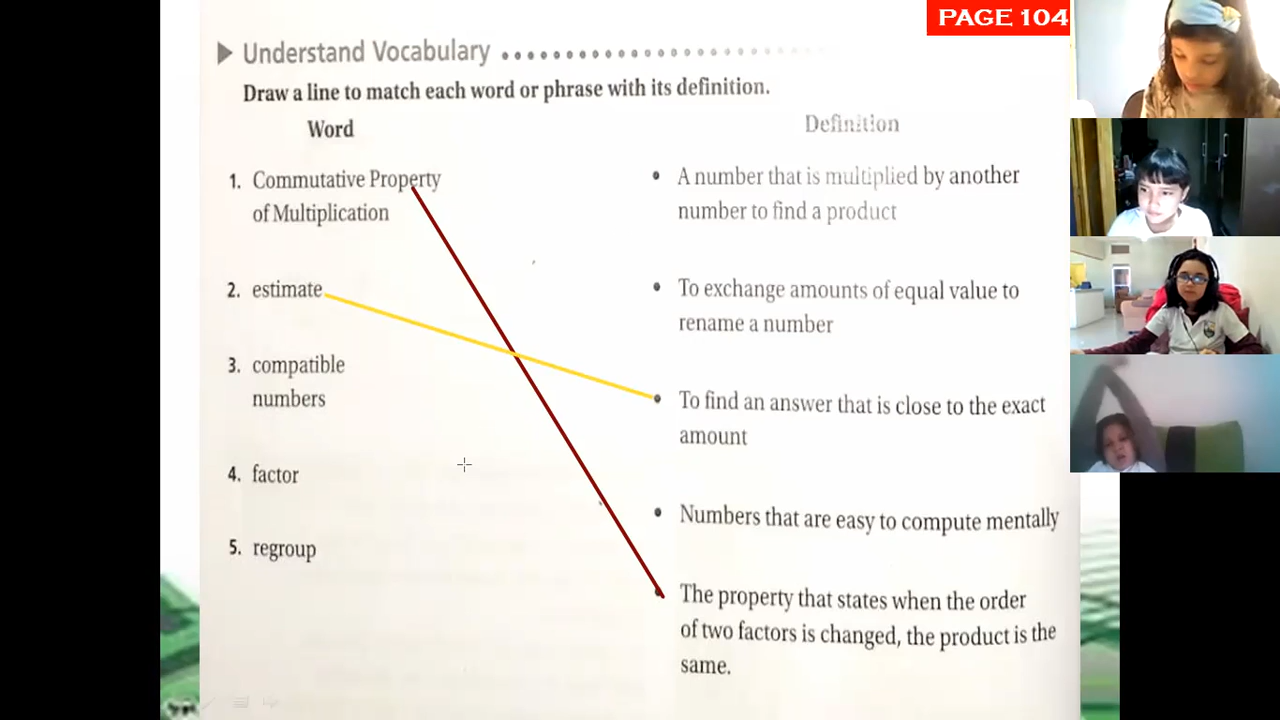 PAGE 104
Understand Vocabulary
Draw a line to match each word or phrase with its definition.
Word
Definition
1. Commutative Property
of Multiplication
2. estimate
3. compatible
numbers
4. factor
5. regroup
• A number that is multiplied by another
number to find a product
• To exchange amounts of equal value to
rename a number
• To find an answer that is close to the exact
amount
• Numbers that are easy to compute mentally
• The property that states when the order
of two factors is changed, the product is the
same.